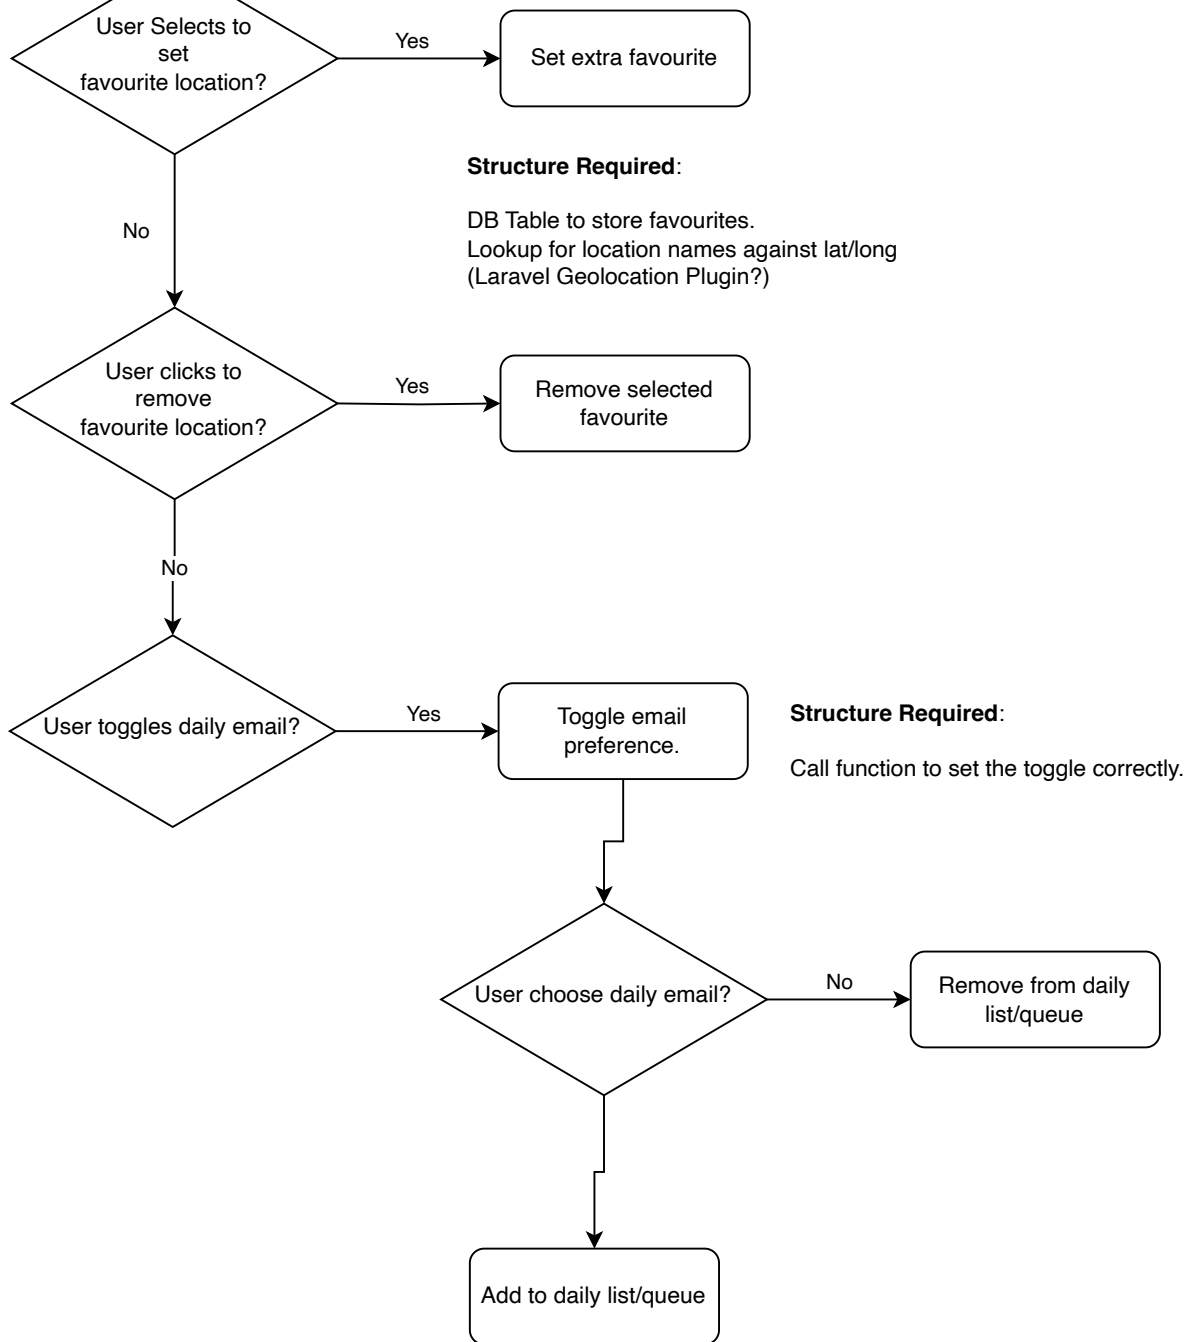 User Selects to
set
favourite location?
Yes
Set extra favourite
Structure Required:
DB Table to store favourites.
Lookup for location names against lat/long
(Laravel Geolocation Plugin?)
No
User clicks to
remove
favourite location?
Yes
Remove selected
favourite
No
User toggles daily email?
Yes
Toggle email
preference.
Structure Required:
Call function to set the toggle correctly.
User choose daily email?
No
Remove from daily
list/queue
Add to daily list/queue